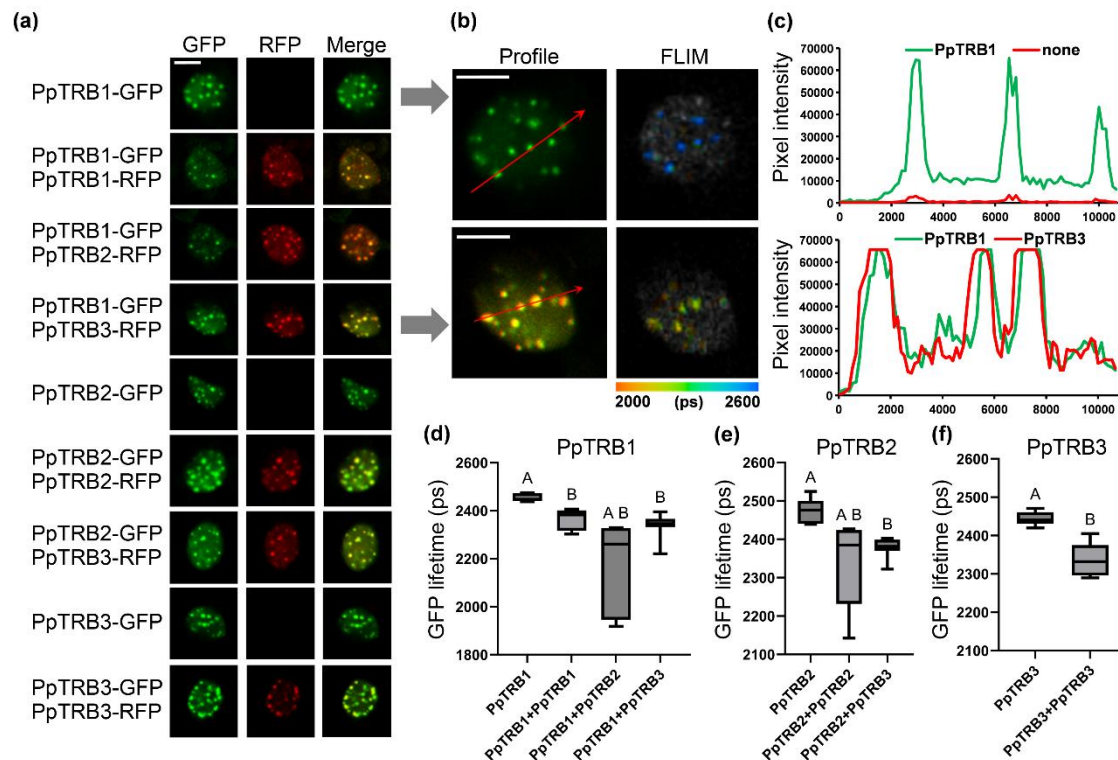 (a)
GFP RFP Merge
PpTRB1-GFP
PpTRB1-GFP
PpTRB1-RFP
PpTRB1-GFP
PpTRB2-RFP
PpTRB1-GFP
PpTRB3-RFP
PpTRB2-GFP
PpTRB2-GFP
PpTRB2-RFP
PpTRB2-GFP
PpTRB3-RFP
PpTRB3-GFP
PpTRB3-GFP
PpTRB3-RFP
(b)
Profile FLIM
2000 (ps) 2600
(c)
PpTRB1 none
Pixel intensity
70000
60000
50000
40000
30000
20000
10000
0
0 2000 4000 6000 8000 10000
PpTRB1 PpTRB3
Pixel intensity
70000
60000
50000
40000
30000
20000
10000
0
0 2000 4000 6000 8000 10000
(d)
PpTRB1
GFP lifetime (ps)
2600
2400
2200
2000
1800
A B A B B
PpTRB1
PpTRB1+PpTRB1
PpTRB1+PpTRB2
PpTRB1+PpTRB3
(e)
PpTRB2
GFP lifetime (ps)
2600
2500
2400
2300
2200
2100
A A B B
PpTRB2
PpTRB2+PpTRB2
PpTRB2+PpTRB3
(f)
PpTRB3
GFP lifetime (ps)
2600
2500
2400
2300
2200
2100
A B
PpTRB3
PpTRB3+PpTRB3